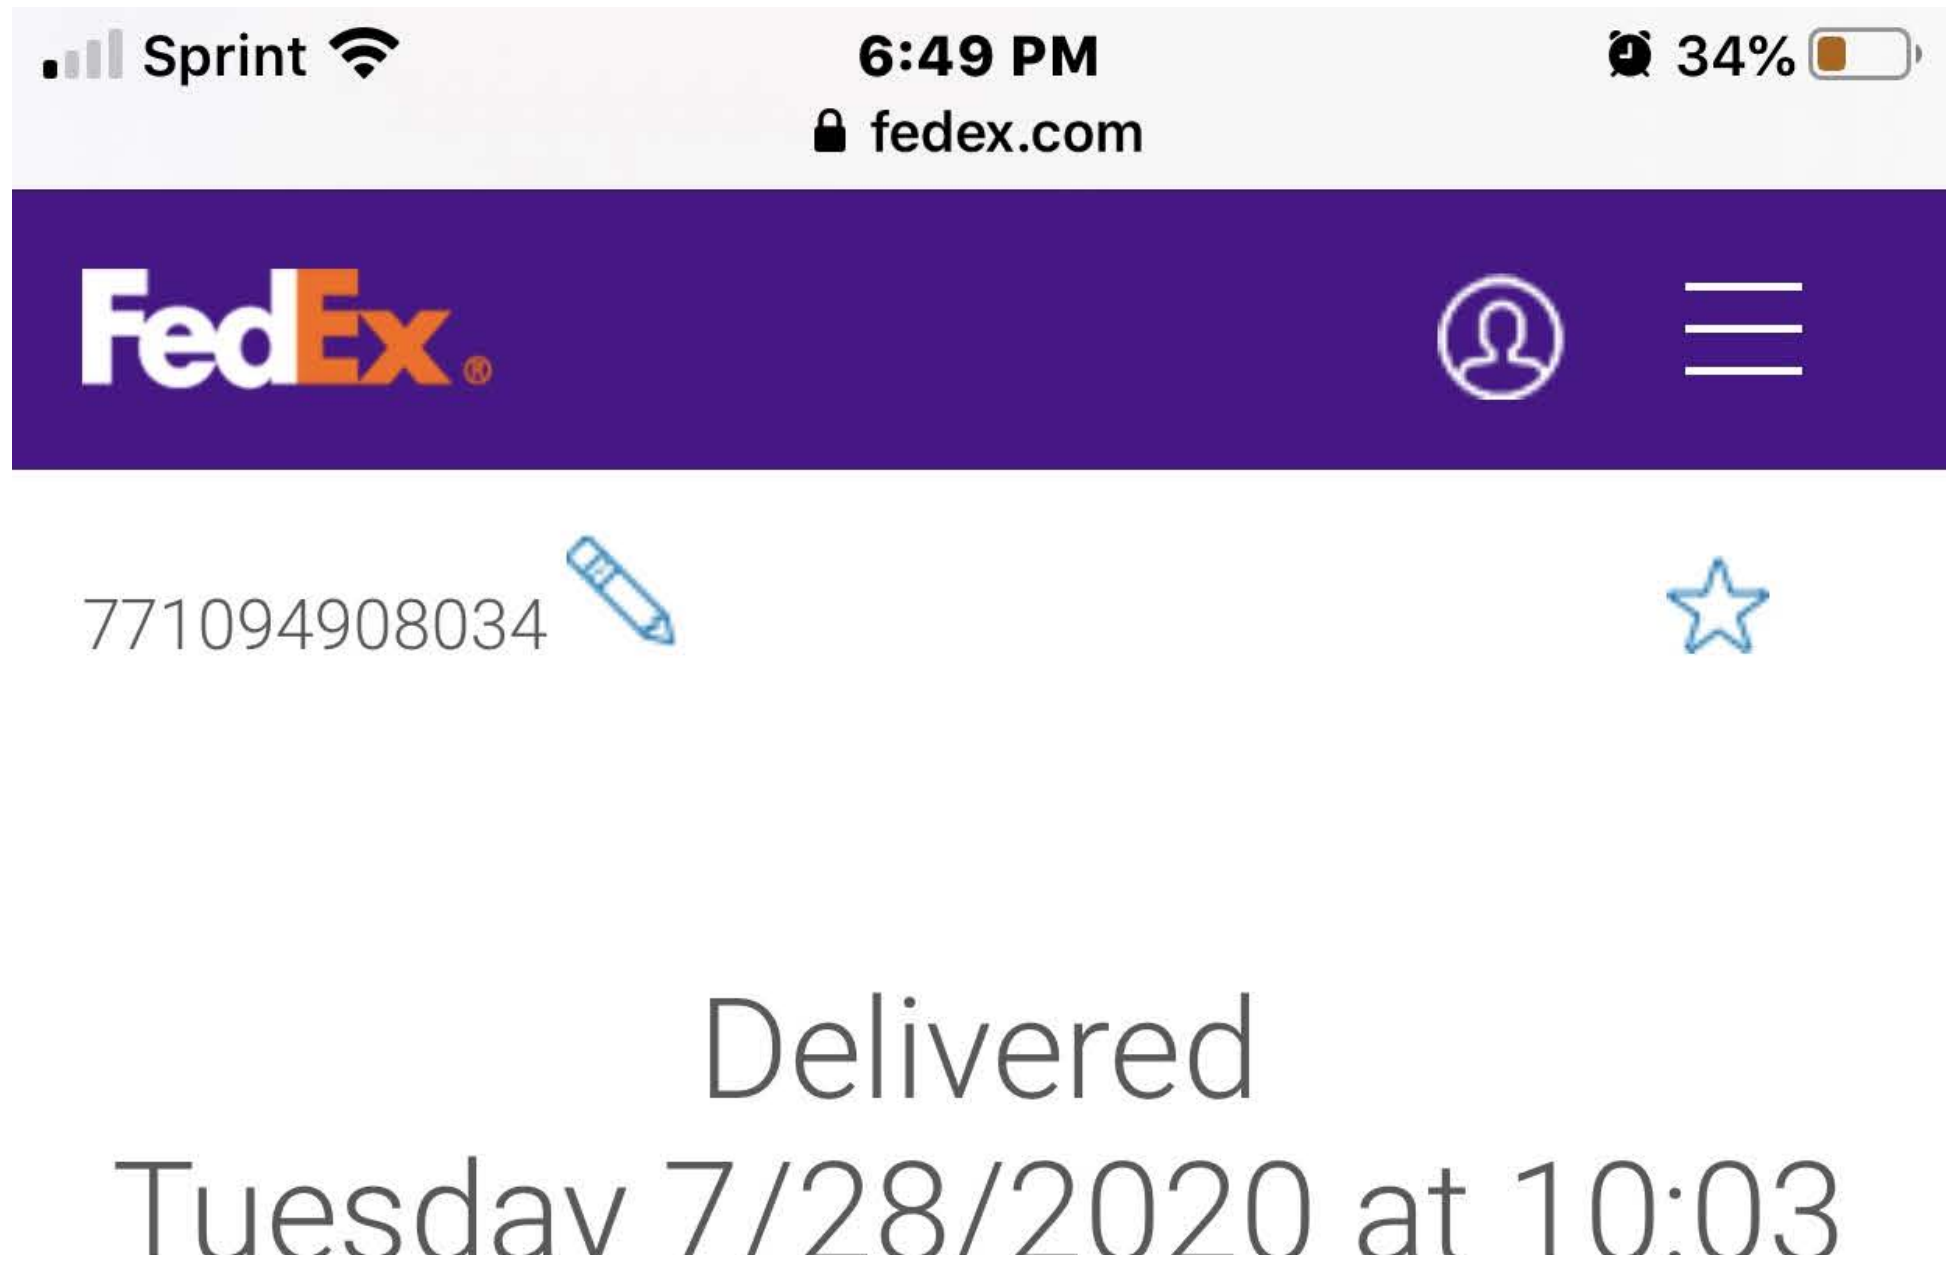 Sprint 6:49 PM 34%
fedex.com
FedEx®
771094908034
Delivered
Tuesday 7/28/2020 at 10:03